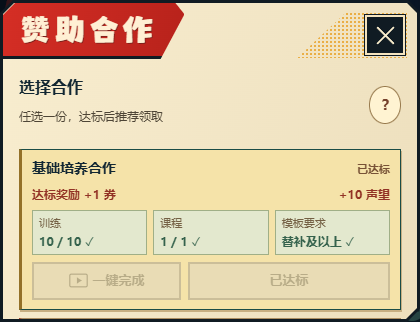 赞助合作
选择合作
任选一份，达标后推荐领取
?
基础培养合作 已达标
达标奖励 +1 券 +10 声望
训练 课程 模板要求
10 / 10 ✓ 1 / 1 ✓ 替补及以上 ✓
一键完成 已达标